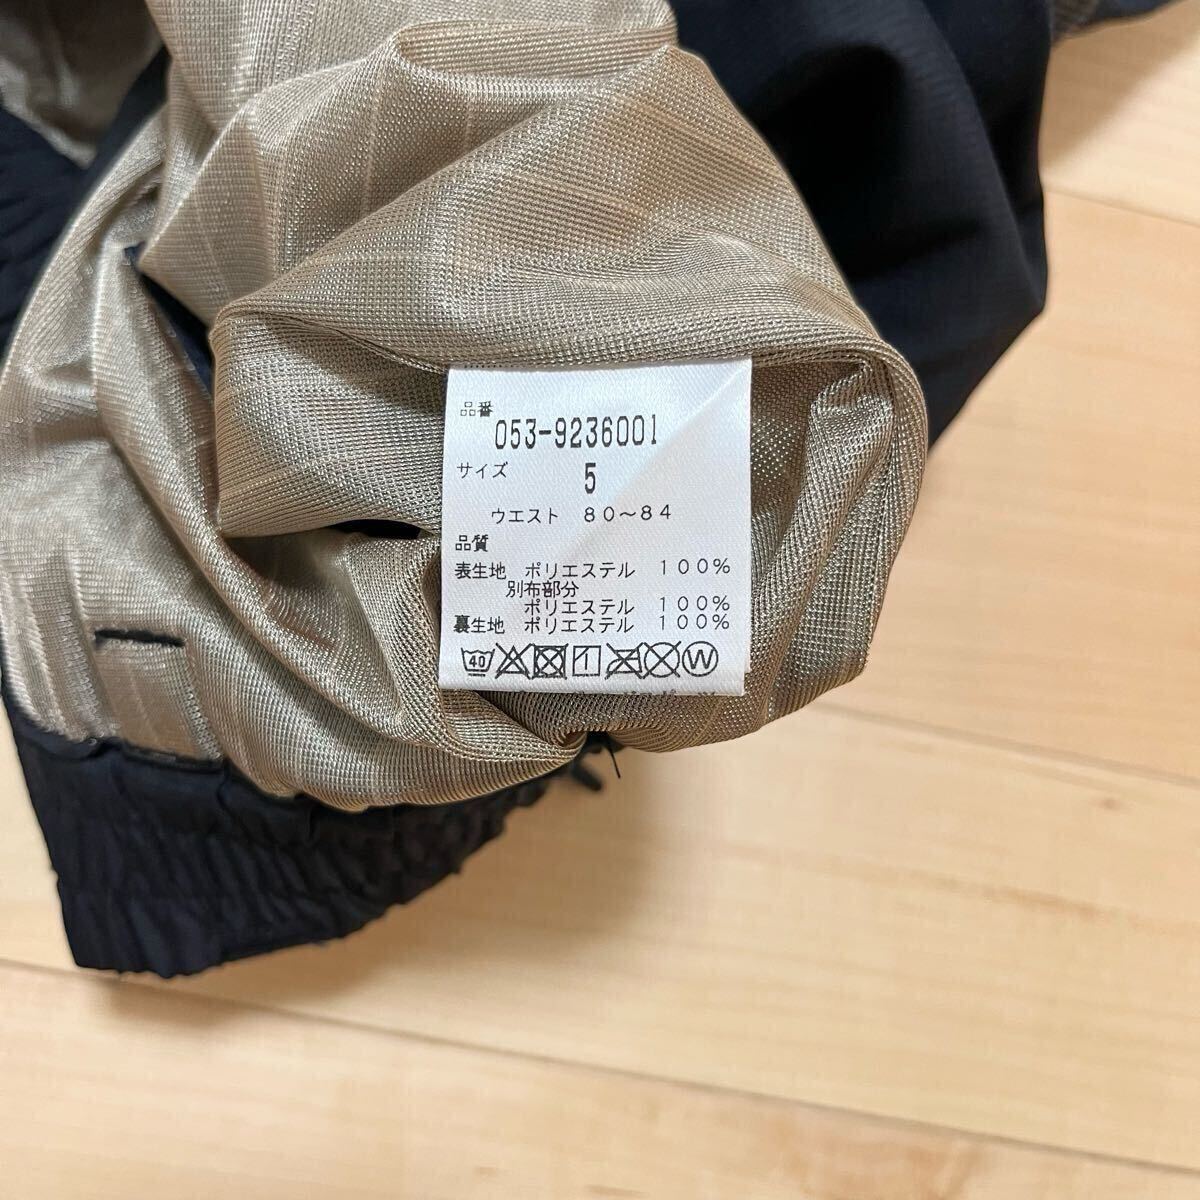 品番
053-9236001
サイズ 5
ウエスト 80～84
品質
表生地 ポリエステル 100%
別布部分
ポリエステル 100%
裏生地 ポリエステル 100%
40 1 W